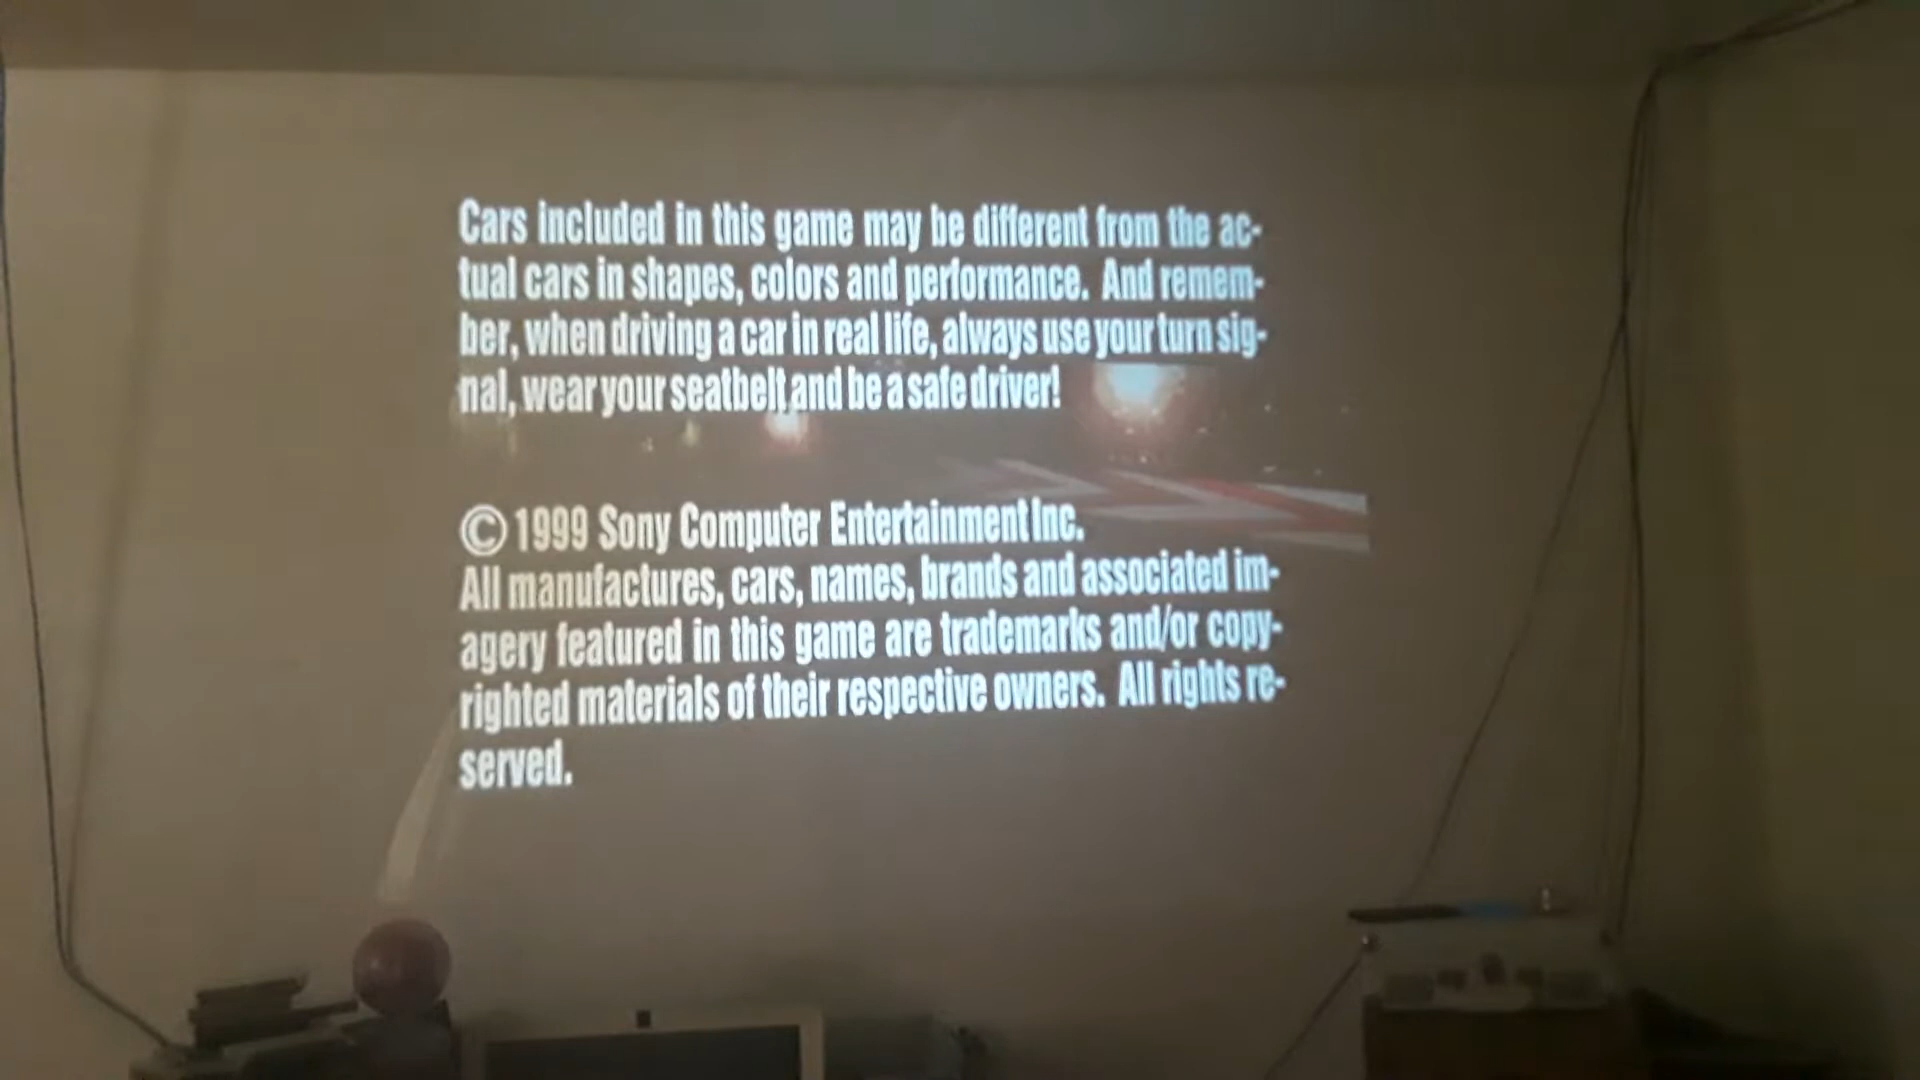 Cars included in this game may be different from the ac-
tual cars in shapes, colors and performance. And remem-
ber, when driving a car in real life, always use your turn sig-
nal, wear your seatbelt and be a safe driver!
© 1999 Sony Computer Entertainment Inc.
All manufactures, cars, names, brands and associated im-
agery featured in this game are trademarks and/or copy-
righted materials of their respective owners. All rights re-
served.